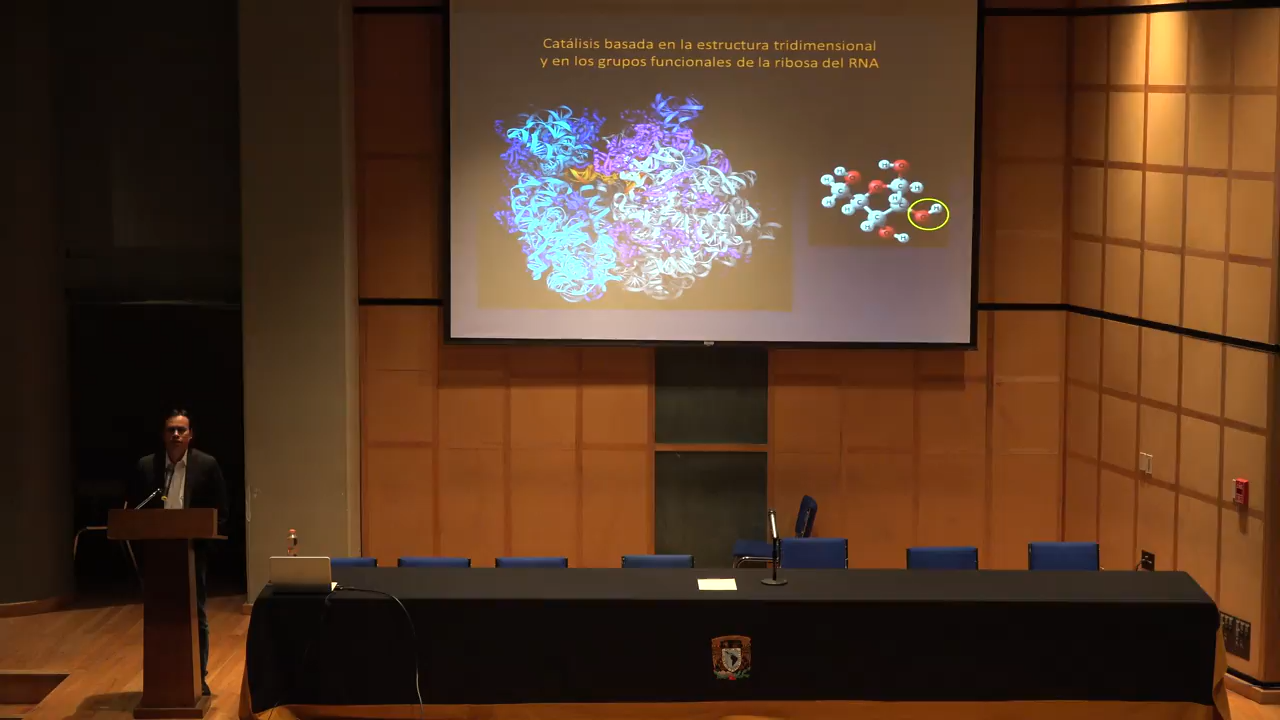 Catálisis basada en la estructura tridimensional
y en los grupos funcionales de la ribosa del RNA